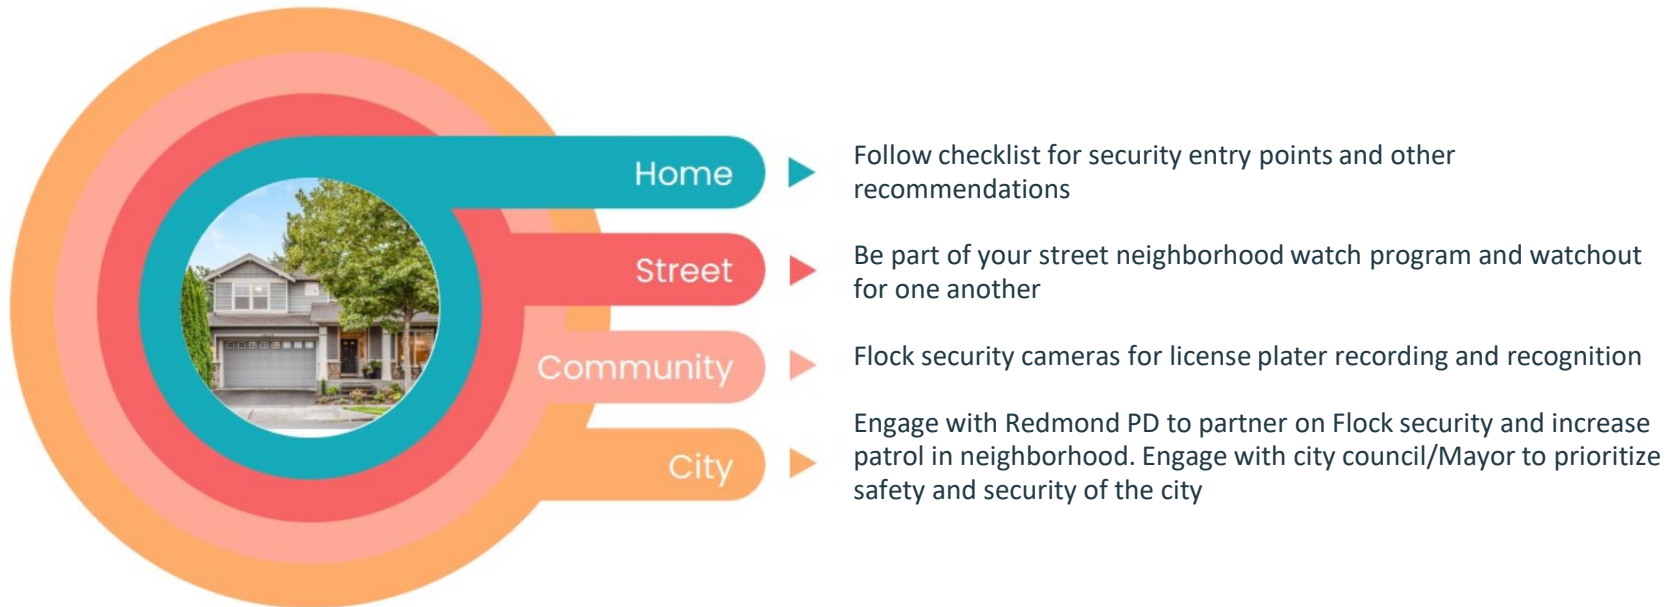 Home
Follow checklist for security entry points and other
recommendations
Street
Be part of your street neighborhood watch program and watchout
for one another
Community
Flock security cameras for license plater recording and recognition
City
Engage with Redmond PD to partner on Flock security and increase
patrol in neighborhood. Engage with city council/Mayor to prioritize
safety and security of the city